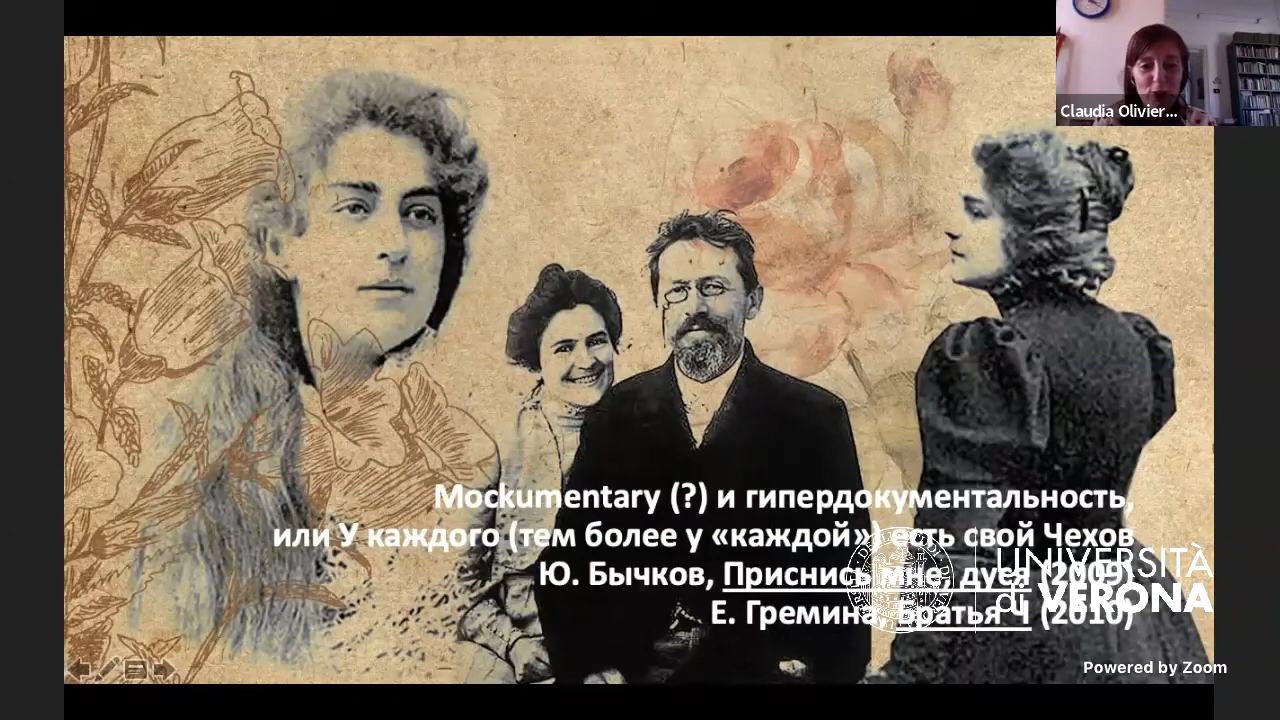 Claudia Olivier...
Mockumentary (?) и гипердокументальность,
или У каждого (тем более у «каждой») есть свой Чехов
Ю. Бычков, Приснись мне, дуся (2009)
Е. Гремина, Братья Ч (2010)
UNIVERSITÀ
di VERONA
Powered by Zoom